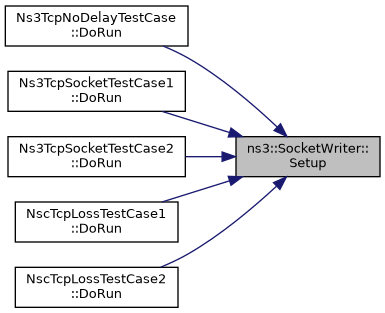 Ns3TcpNoDelayTestCase
::DoRun
Ns3TcpSocketTestCase1
::DoRun
Ns3TcpSocketTestCase2
::DoRun
NscTcpLossTestCase1
::DoRun
NscTcpLossTestCase2
::DoRun
ns3::SocketWriter::
Setup